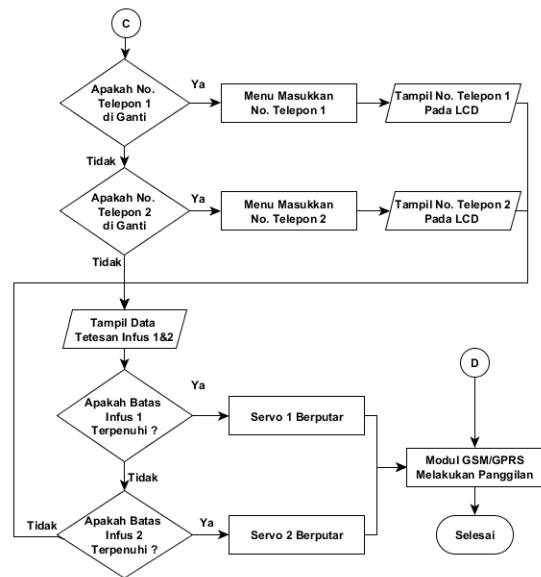 C
Apakah No.
Telepon 1
di Ganti
Ya
Menu Masukkan
No. Telepon 1
Tampil No. Telepon 1
Pada LCD
Tidak
Apakah No.
Telepon 2
di Ganti
Ya
Menu Masukkan
No. Telepon 2
Tampil No. Telepon 2
Pada LCD
Tidak
Tampil Data
Tetesan Infus 1&2
Apakah Batas
Infus 1
Terpenuhi ?
Ya
Servo 1 Berputar
Tidak
Apakah Batas
Infus 2
Terpenuhi ?
Tidak
Ya
Servo 2 Berputar
D
Modul GSM/GPRS
Melakukan Panggilan
Selesai